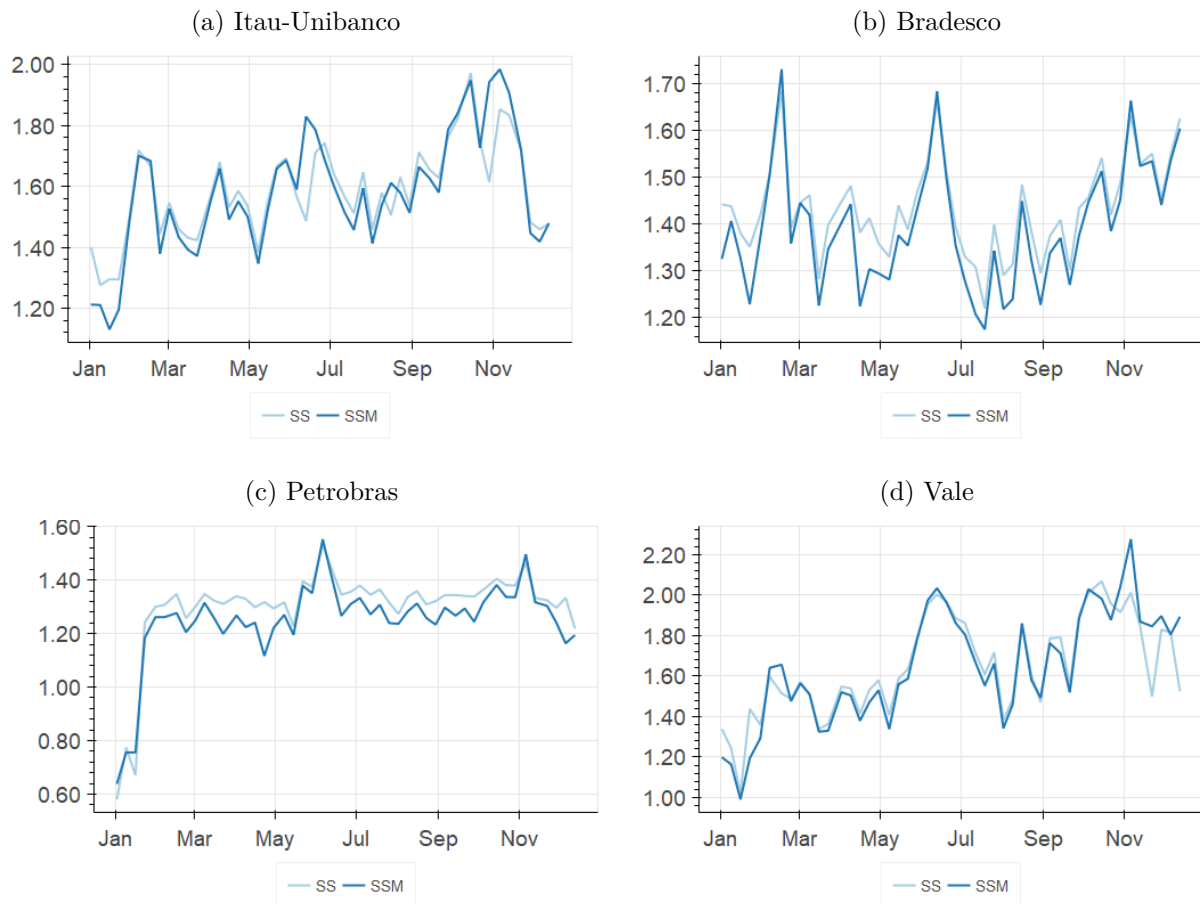 (a) Itau-Unibanco
2.00
1.80
1.60
1.40
1.20
Jan Mar May Jul Sep Nov
SS SSM
(b) Bradesco
1.70
1.60
1.50
1.40
1.30
1.20
Jan Mar May Jul Sep Nov
SS SSM
(c) Petrobras
1.60
1.40
1.20
1.00
0.80
0.60
Jan Mar May Jul Sep Nov
SS SSM
(d) Vale
2.20
2.00
1.80
1.60
1.40
1.20
1.00
Jan Mar May Jul Sep Nov
SS SSM